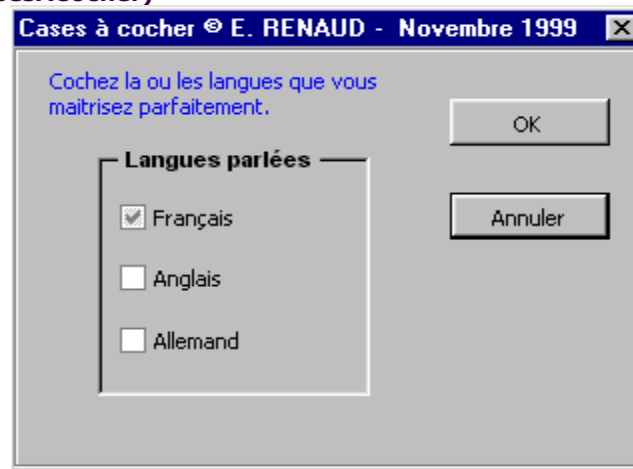 Cases à cocher © E. RENAUD - Novembre 1999
Cochez la ou les langues que vous
maitrisez parfaitement.
OK
Langues parlées
Français
Annuler
Anglais
Allemand